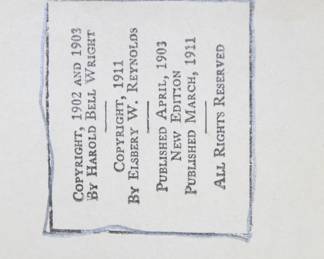 COPYRIGHT, 1902 AND 1903
BY HAROLD BELL WRIGHT
COPYRIGHT, 1911
BY ELSBERY W. REYNOLDS
PUBLISHED APRIL, 1903
NEW EDITION
PUBLISHED MARCH, 1911
ALL RIGHTS RESERVED